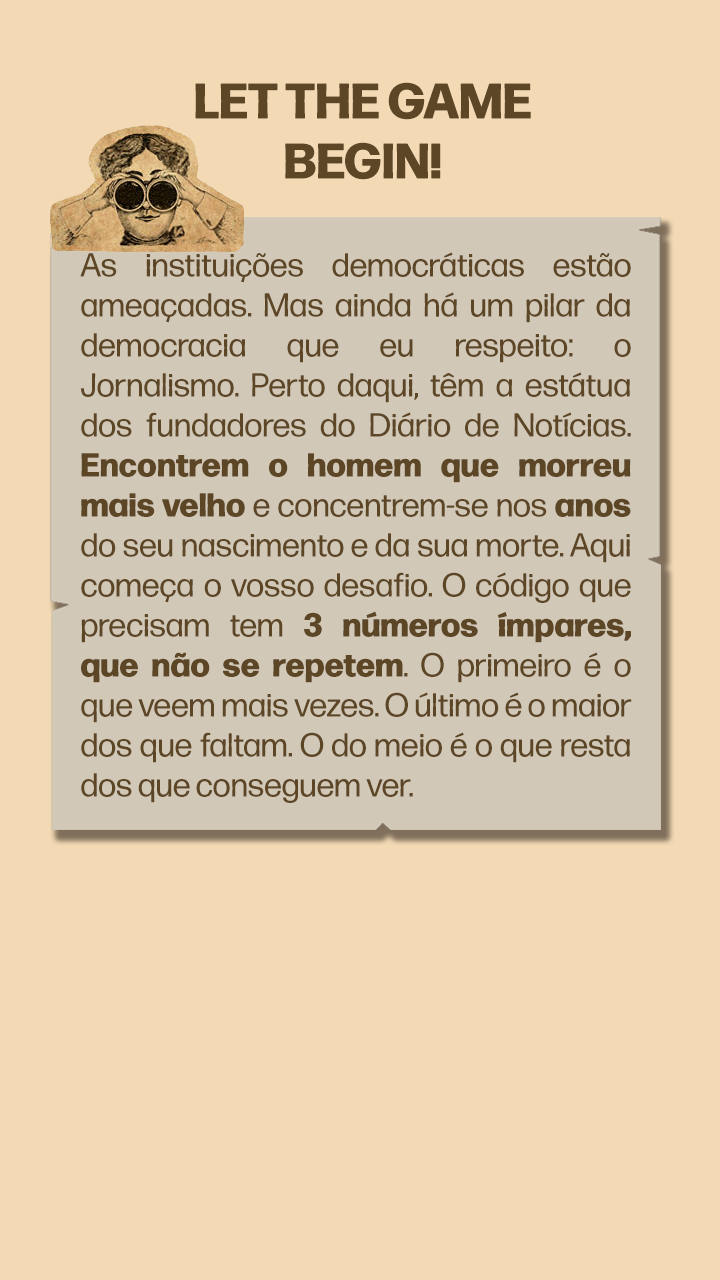 LET THE GAME
BEGIN!
As instituições democráticas estão
ameaçadas. Mas ainda há um pilar da
democracia que eu respeito: o
Jornalismo. Perto daqui, têm a estátua
dos fundadores do Diário de Notícias.
Encontrem o homem que morreu
mais velho e concentrem-se nos anos
do seu nascimento e da sua morte. Aqui
começa o vosso desafio. O código que
precisam tem 3 números ímpares,
que não se repetem. O primeiro é o
que veem mais vezes. O último é o maior
dos que faltam. O do meio é o que resta
dos que conseguem ver.